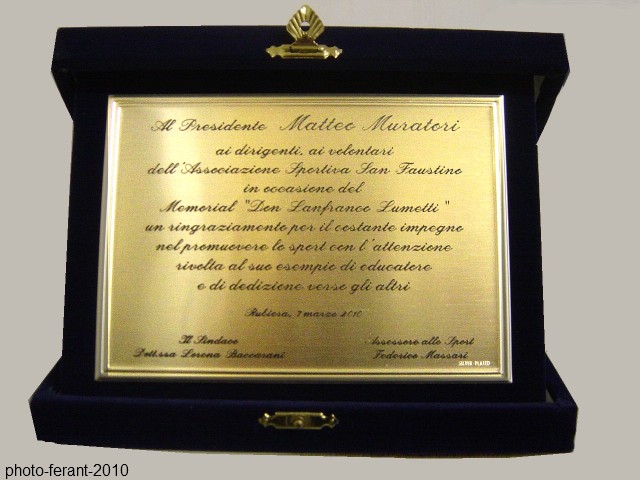 Al Presidente Matteo Muratori
ai dirigenti, ai volontari
dell'Associazione Sportiva San Faustino
in occasione del
Memorial "Don Lanfranco Lumetti"
un ringraziamento per il costante impegno
nel promuovere lo sport con l'attenzione
rivolta al suo esempio di educatore
e di dedizione verso gli altri
Rubiera, 7 marzo 2010
Il Sindaco
Dott.ssa Lorena Baccarani
Assessore allo Sport
Federico Massari
SILVER PLATED
photo-ferant-2010